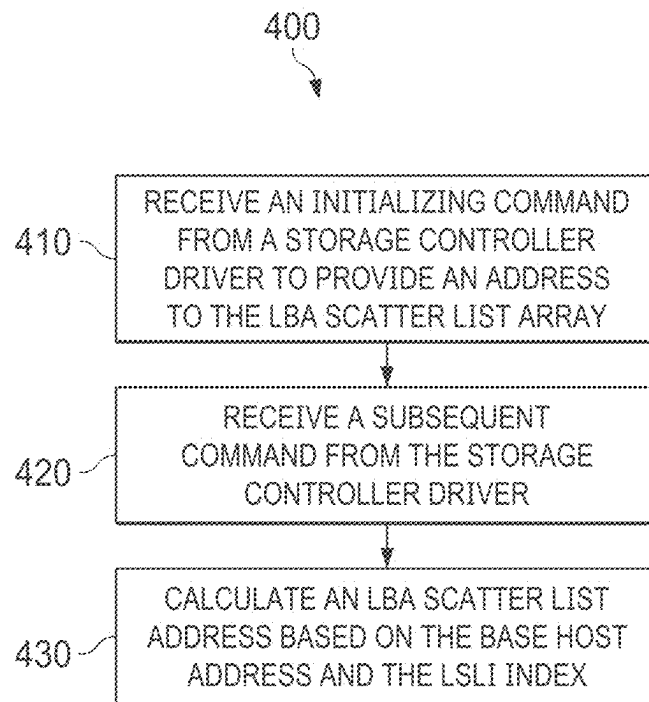 400
410
RECEIVE AN INITIALIZING COMMAND
FROM A STORAGE CONTROLLER
DRIVER TO PROVIDE AN ADDRESS
TO THE LBA SCATTER LIST ARRAY
420
RECEIVE A SUBSEQUENT
COMMAND FROM THE STORAGE
CONTROLLER DRIVER
430
CALCULATE AN LBA SCATTER LIST
ADDRESS BASED ON THE BASE HOST
ADDRESS AND THE LSLI INDEX